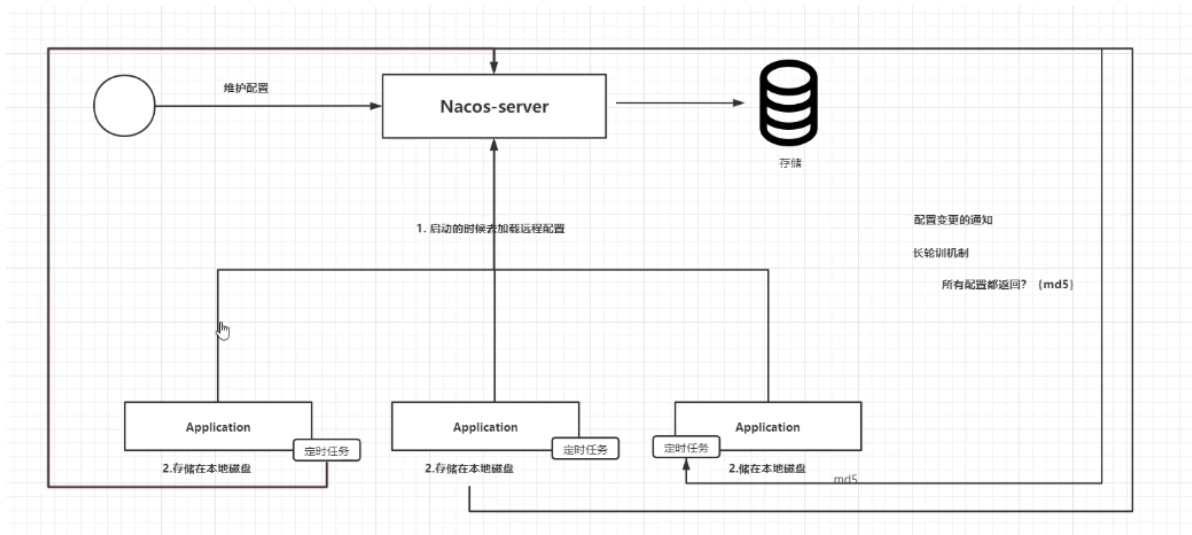 维护配置
Nacos-server
存储
1. 启动的时候去加载远程配置
配置变更的通知
长轮训机制
所有配置都返回？ (md5)
Application
定时任务
2.存储在本地磁盘
Application
定时任务
2.存储在本地磁盘
Application
定时任务
2.储在本地磁盘
md5